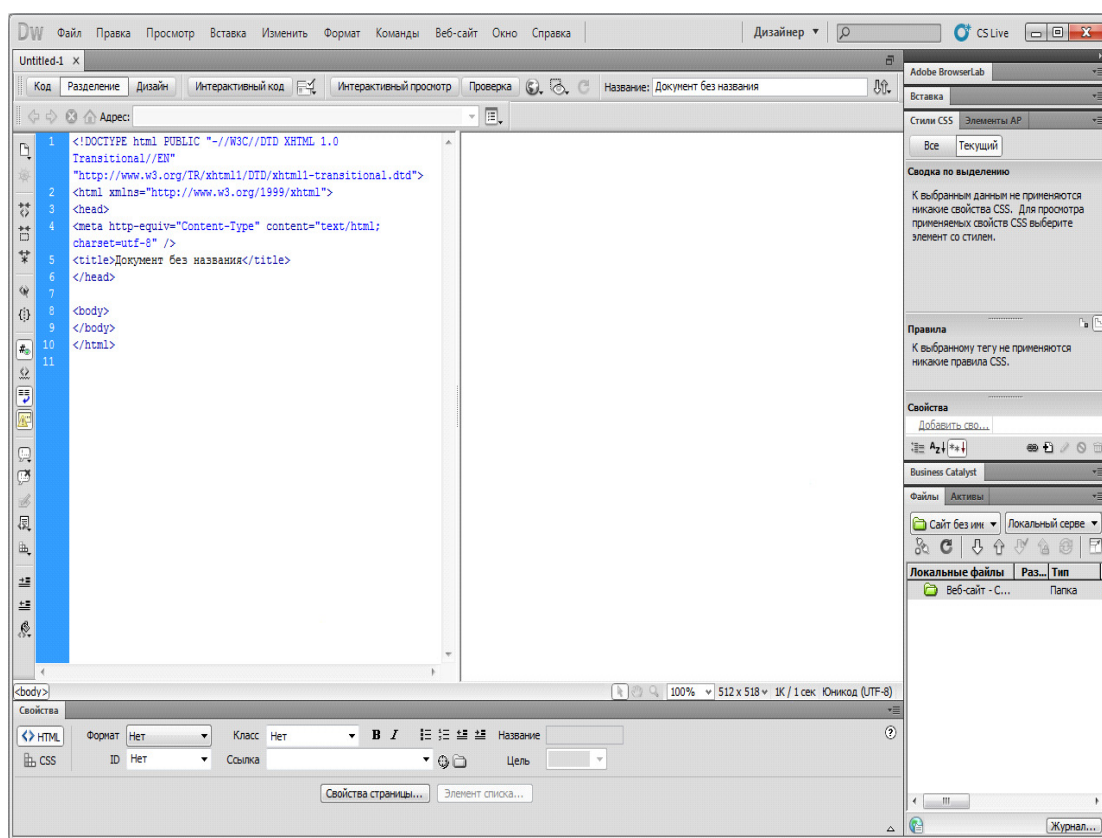 Dw Файл Правка Просмотр Вставка Изменить Формат Команды Веб-сайт Окно Справка Дизайнер CS Live
Untitled-1 ×
Код Разделение Дизайн Интерактивный код Интерактивный просмотр Проверка Название: Документ без названия
Адрес:
1 <!DOCTYPE html PUBLIC "-//W3C//DTD XHTML 1.0
Transitional//EN"
"http://www.w3.org/TR/xhtml1/DTD/xhtml1-transitional.dtd">
2 <html xmlns="http://www.w3.org/1999/xhtml">
3 <head>
4 <meta http-equiv="Content-Type" content="text/html;
charset=utf-8" />
5 <title>Документ без названия</title>
6 </head>
7
8 <body>
9 </body>
10 </html>
11
<body> 100% 512 x 518 1K / 1 сек Юникод (UTF-8)
Свойства
HTML Формат Нет Класс Нет B I Название
CSS ID Нет Ссылка Цель
Свойства страницы... Элемент списка...
Adobe BrowserLab
Вставка
Стили CSS Элементы AP
Все Текущий
Сводка по выделению
К выбранным данным не применяются
никакие свойства CSS. Для просмотра
применяемых свойств CSS выберите
элемент со стилем.
Правила
К выбранному тегу не применяются
никакие правила CSS.
Свойства
Добавить сво...
Business Catalyst
Файлы Активы
Сайт без имн Локальный серве
Локальные файлы Раз... Тип
Веб-сайт - С... Папка
Журнал...